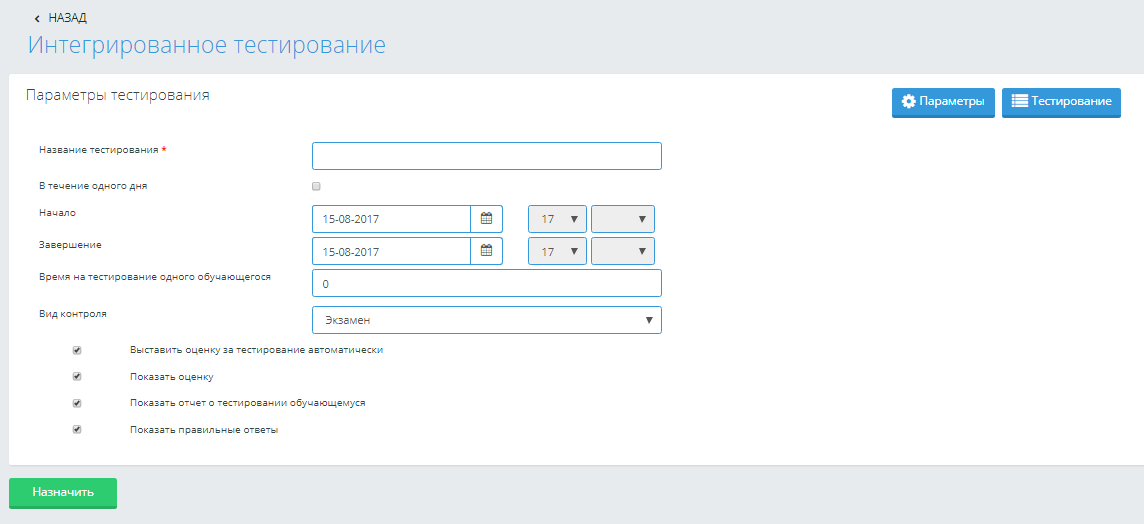 НАЗАД
Интегрированное тестирование
Параметры тестирования
Параметры
Тестирование
Название тестирования *
В течение одного дня
Начало
15-08-2017
17
Завершение
15-08-2017
17
Время на тестирование одного обучающегося
0
Вид контроля
Экзамен
Выставить оценку за тестирование автоматически
Показать оценку
Показать отчет о тестировании обучающемуся
Показать правильные ответы
Назначить